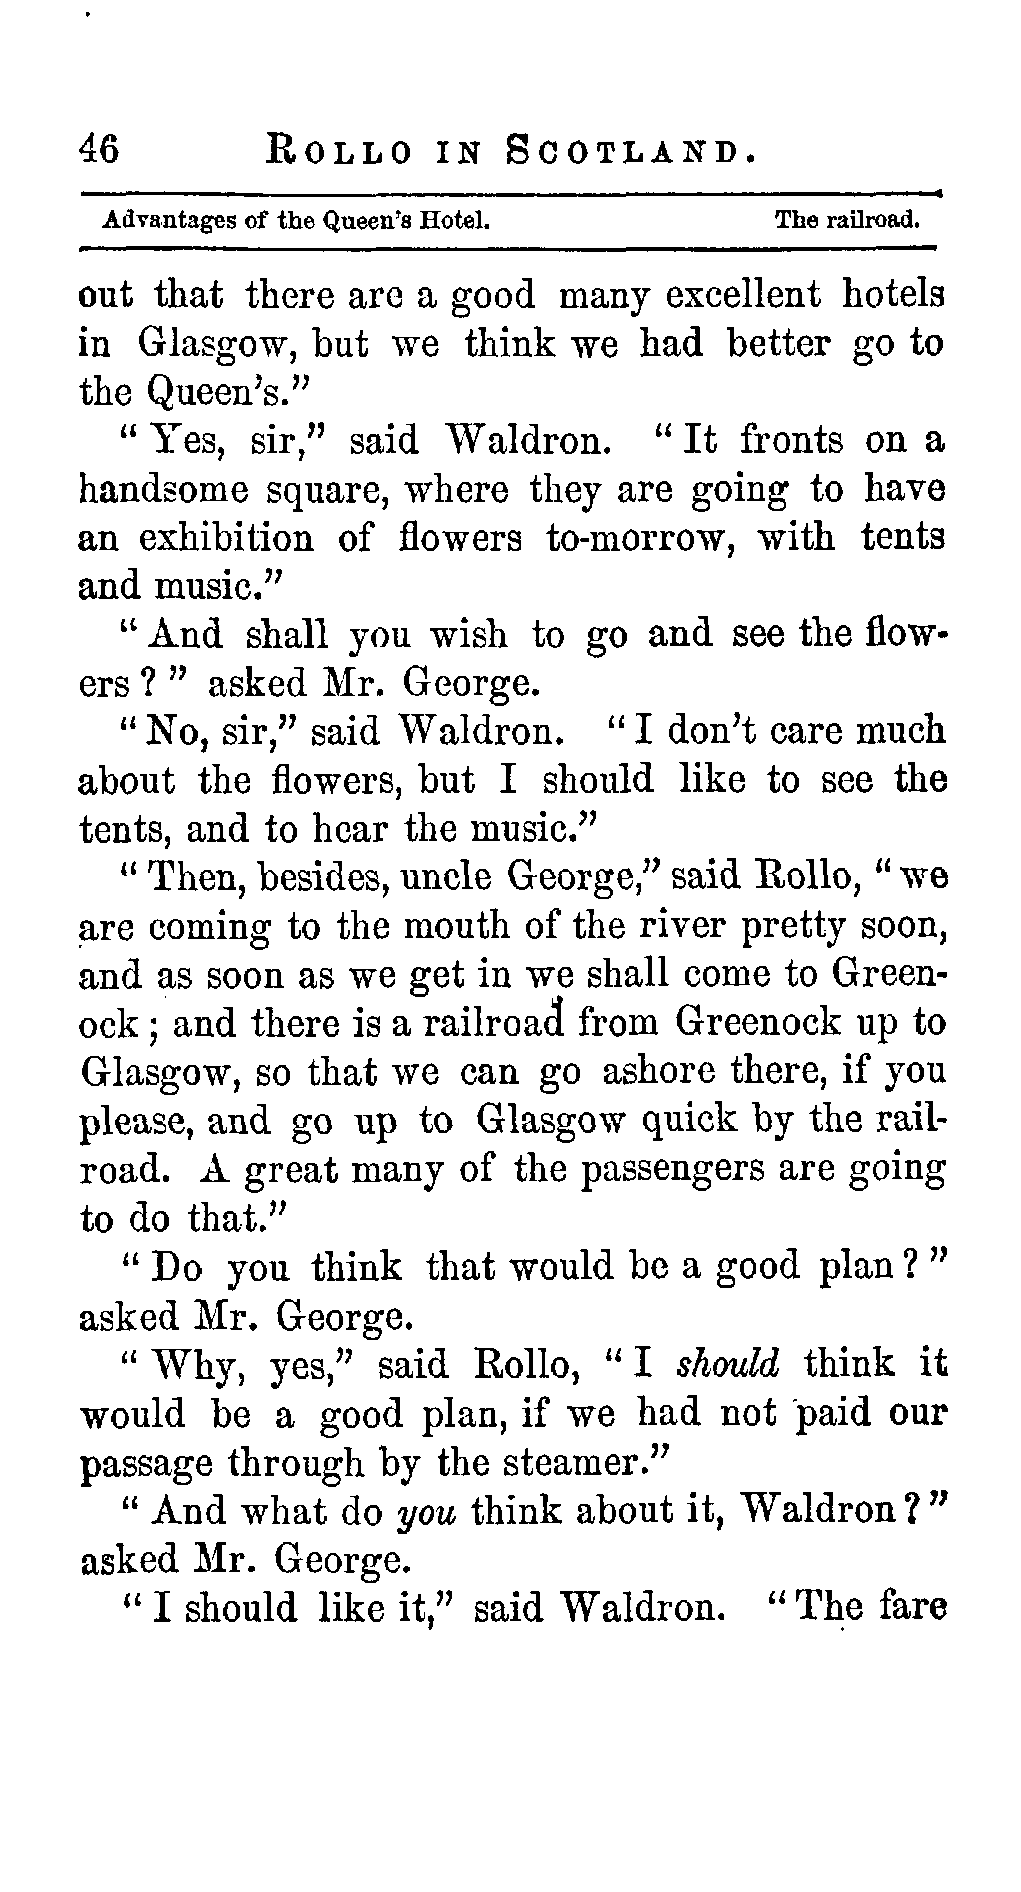 46 ROLLO IN SCOTLAND.
Advantages of the Queen's Hotel. The railroad.
out that there are a good many excellent hotels
in Glasgow, but we think we had better go to
the Queen's."
" Yes, sir," said Waldron. " It fronts on a
handsome square, where they are going to have
an exhibition of flowers to-morrow, with tents
and music."
" And shall you wish to go and see the flow-
ers ? " asked Mr. George.
" No, sir," said Waldron. " I don't care much
about the flowers, but I should like to see the
tents, and to hear the music."
" Then, besides, uncle George," said Rollo, " we
are coming to the mouth of the river pretty soon,
and as soon as we get in we shall come to Green-
ock ; and there is a railroad from Greenock up to
Glasgow, so that we can go ashore there, if you
please, and go up to Glasgow quick by the rail-
road. A great many of the passengers are going
to do that."
" Do you think that would be a good plan ? "
asked Mr. George.
" Why, yes," said Rollo, " I should think it
would be a good plan, if we had not paid our
passage through by the steamer."
" And what do you think about it, Waldron ? "
asked Mr. George.
" I should like it," said Waldron. " The fare